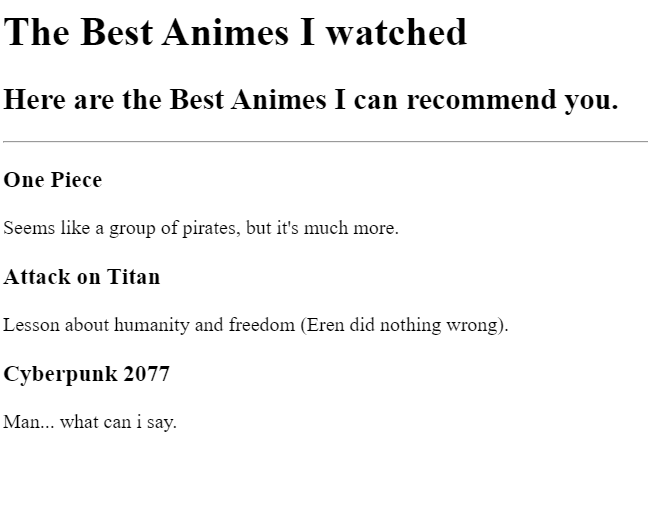 The Best Animes I watched
Here are the Best Animes I can recommend you.
One Piece
Seems like a group of pirates, but it's much more.
Attack on Titan
Lesson about humanity and freedom (Eren did nothing wrong).
Cyberpunk 2077
Man... what can i say.